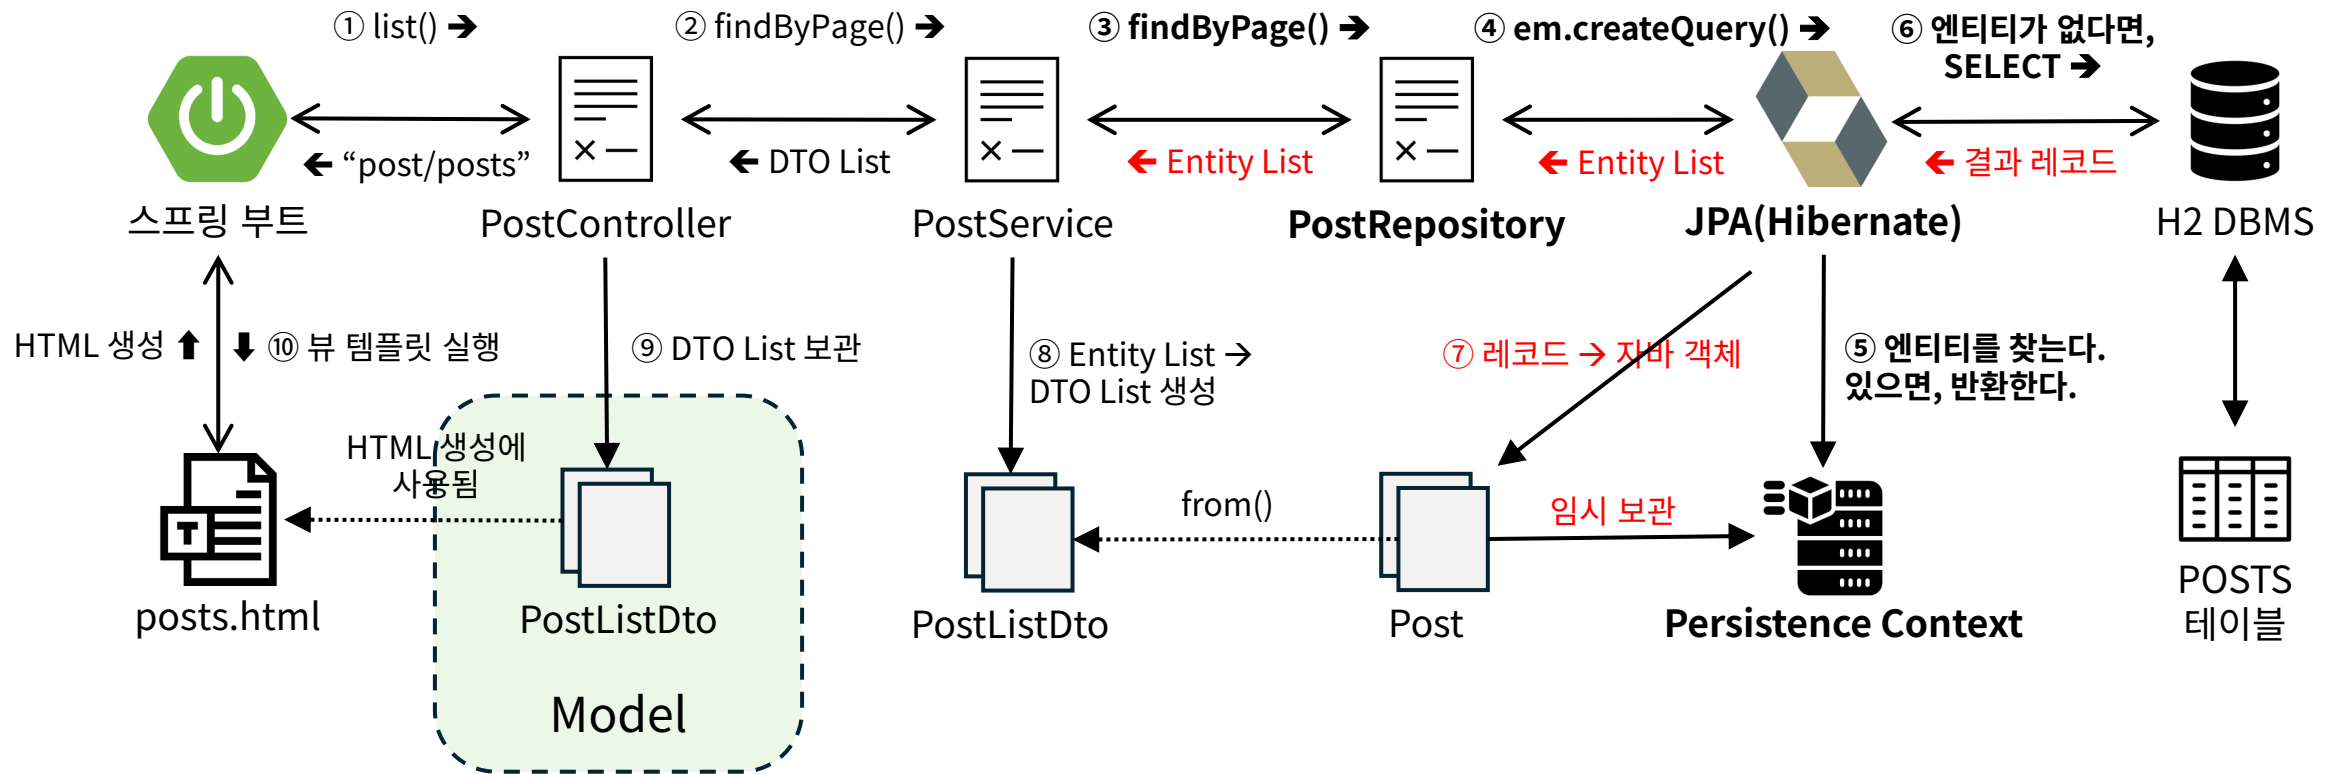 ① list() 🡲
② findByPage() 🡲
③ findByPage() 🡲
④ em.createQuery() 🡲
⑥ 엔티티가 없다면,
SELECT 🡲
🡰 “post/posts”
🡰 DTO List
🡰 Entity List
🡰 Entity List
🡰 결과 레코드
스프링 부트
PostController
PostService
PostRepository
JPA(Hibernate)
H2 DBMS
HTML 생성 🡱
🡳 ⑩ 뷰 템플릿 실행
⑨ DTO List 보관
⑧ Entity List →
DTO List 생성
⑦ 레코드 → 자바 객체
⑤ 엔티티를 찾는다.
있으면, 반환한다.
HTML 생성에
사용됨
from()
임시 보관
T
posts.html
PostListDto
PostListDto
Post
Persistence Context
POSTS
테이블
Model